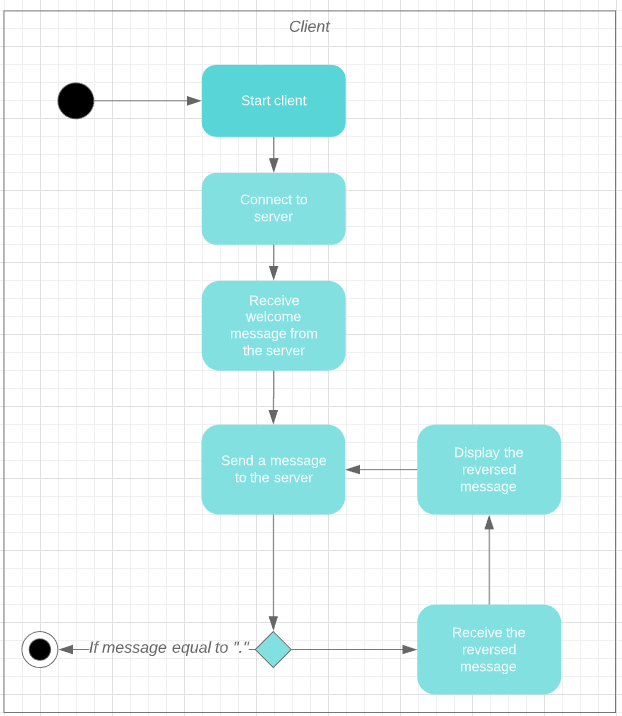 Client
Start client
Connect to
server
Receive
welcome
message from
the server
Send a message
to the server
Display the
reversed
message
If message equal to "."
Receive the
reversed
message